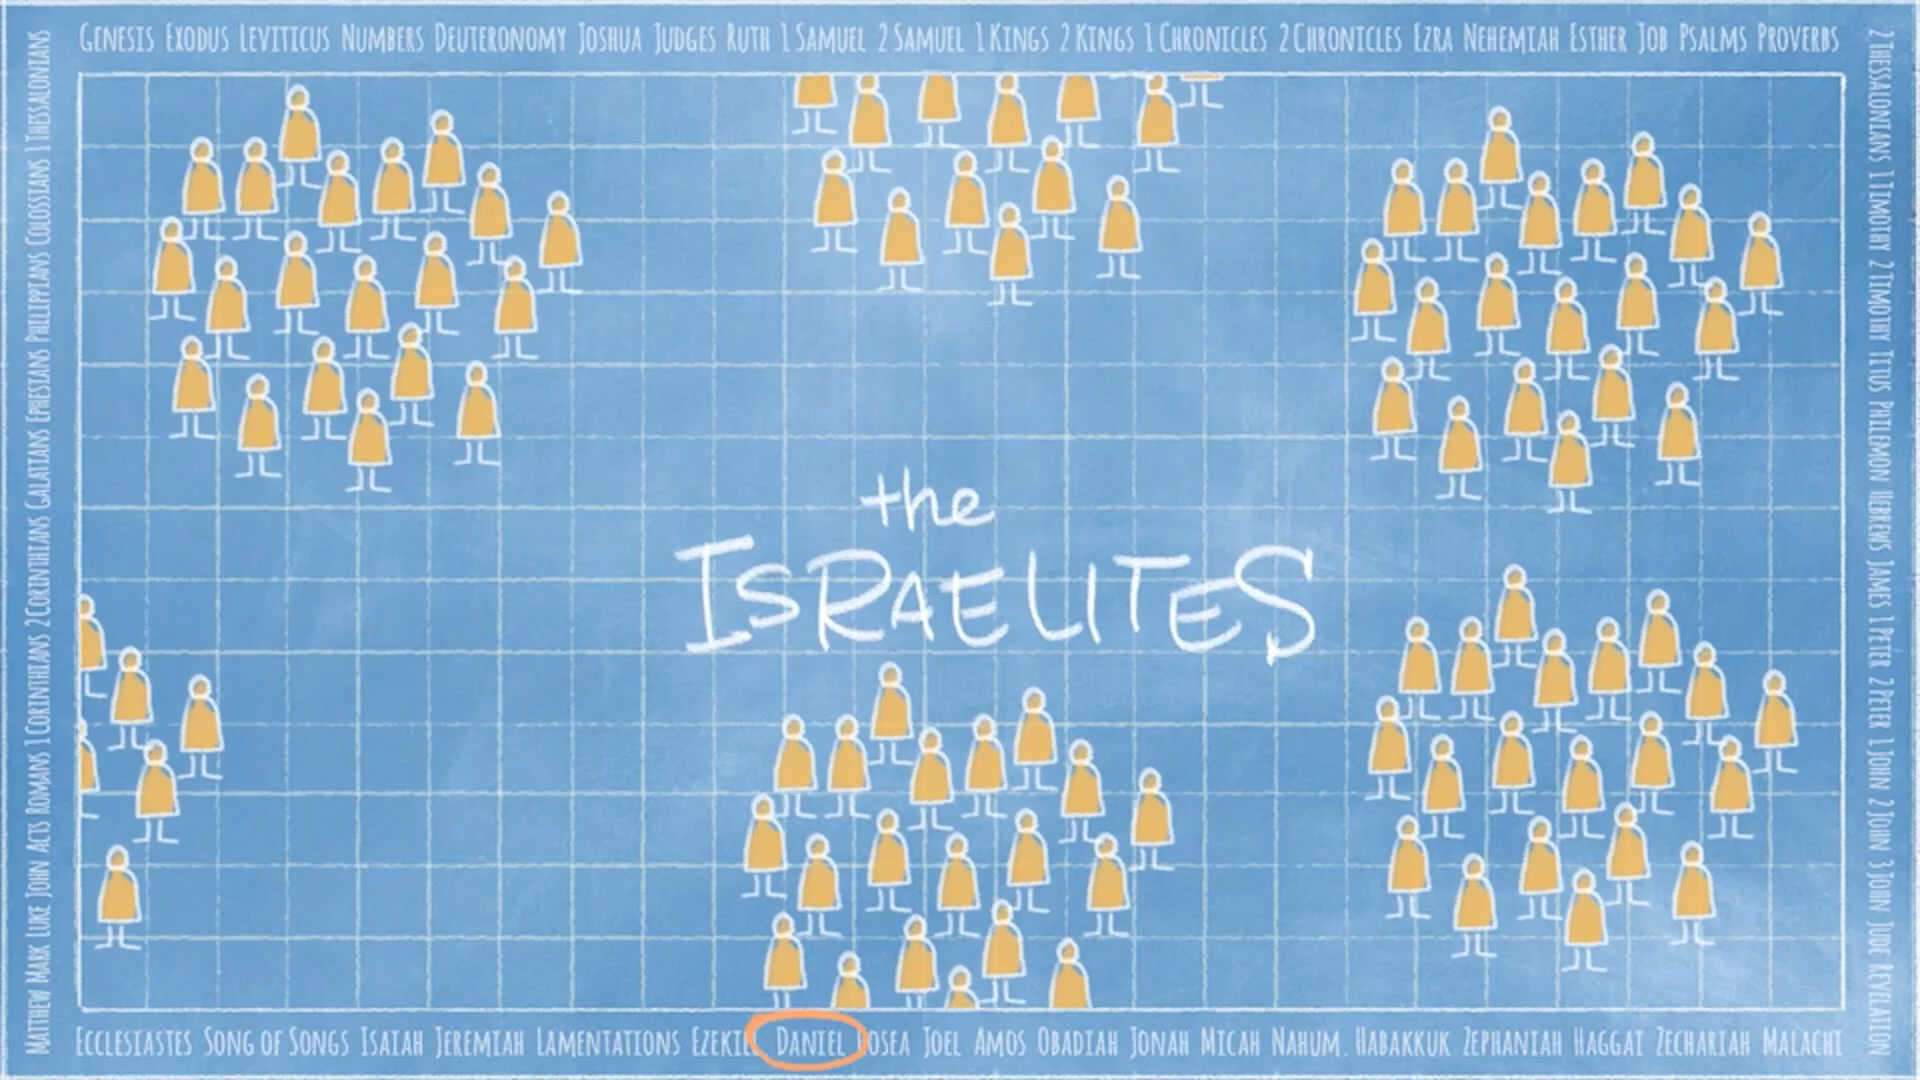 GENESIS EXODUS LEVITICUS NUMBERS DEUTERONOMY JOSHUA JUDGES RUTH 1 SAMUEL 2 SAMUEL 1 KINGS 2 KINGS 1 CHRONICLES 2 CHRONICLES EZRA NEHEMIAH ESTHER JOB PSALMS PROVERBS
the
ISRAELITES
ECCLESIASTES SONG OF SONGS ISAIAH JEREMIAH LAMENTATIONS DANIEL JOEL AMOS OBADIAH JONAH MICAH NAHUM. HABAKKUK ZEPHANIAH HAGGAI ZECHARIAH MALACHI
MATTHEW MARK LUKE JOHN ACTS ROMANS 1 CORINTHIANS 2 CORINTHIANS GALATIANS EPHESIANS PHILIPPIANS COLOSSIANS 1 THESSALONIANS
2 THESSALONIANS 1 TIMOTHY 2 TIMOTHY TITUS PHILEMON HEBREWS JAMES 1 PETER 2 PETER 1 JOHN 2 JOHN 3 JOHN JUDE REVELATION